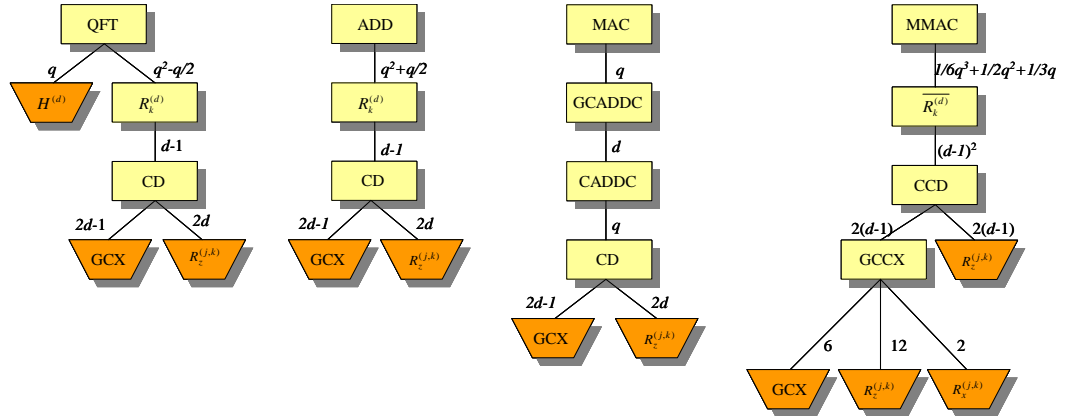 QFT
q
q²-q/2
H^(d)
R_k^(d)
d-1
CD
2d-1
2d
GCX
R_z^(j,k)
ADD
q²+q/2
R_k^(d)
d-1
CD
2d-1
2d
GCX
R_z^(j,k)
MAC
q
GCADDC
d
CADDC
q
CD
2d-1
2d
GCX
R_z^(j,k)
MMAC
1/6q³+1/2q²+1/3q
\overline{R_k^(d)}
(d-1)²
CCD
2(d-1)
2(d-1)
GCCX
R_z^(j,k)
6
12
2
GCX
R_z^(j,k)
R_x^(j,k)